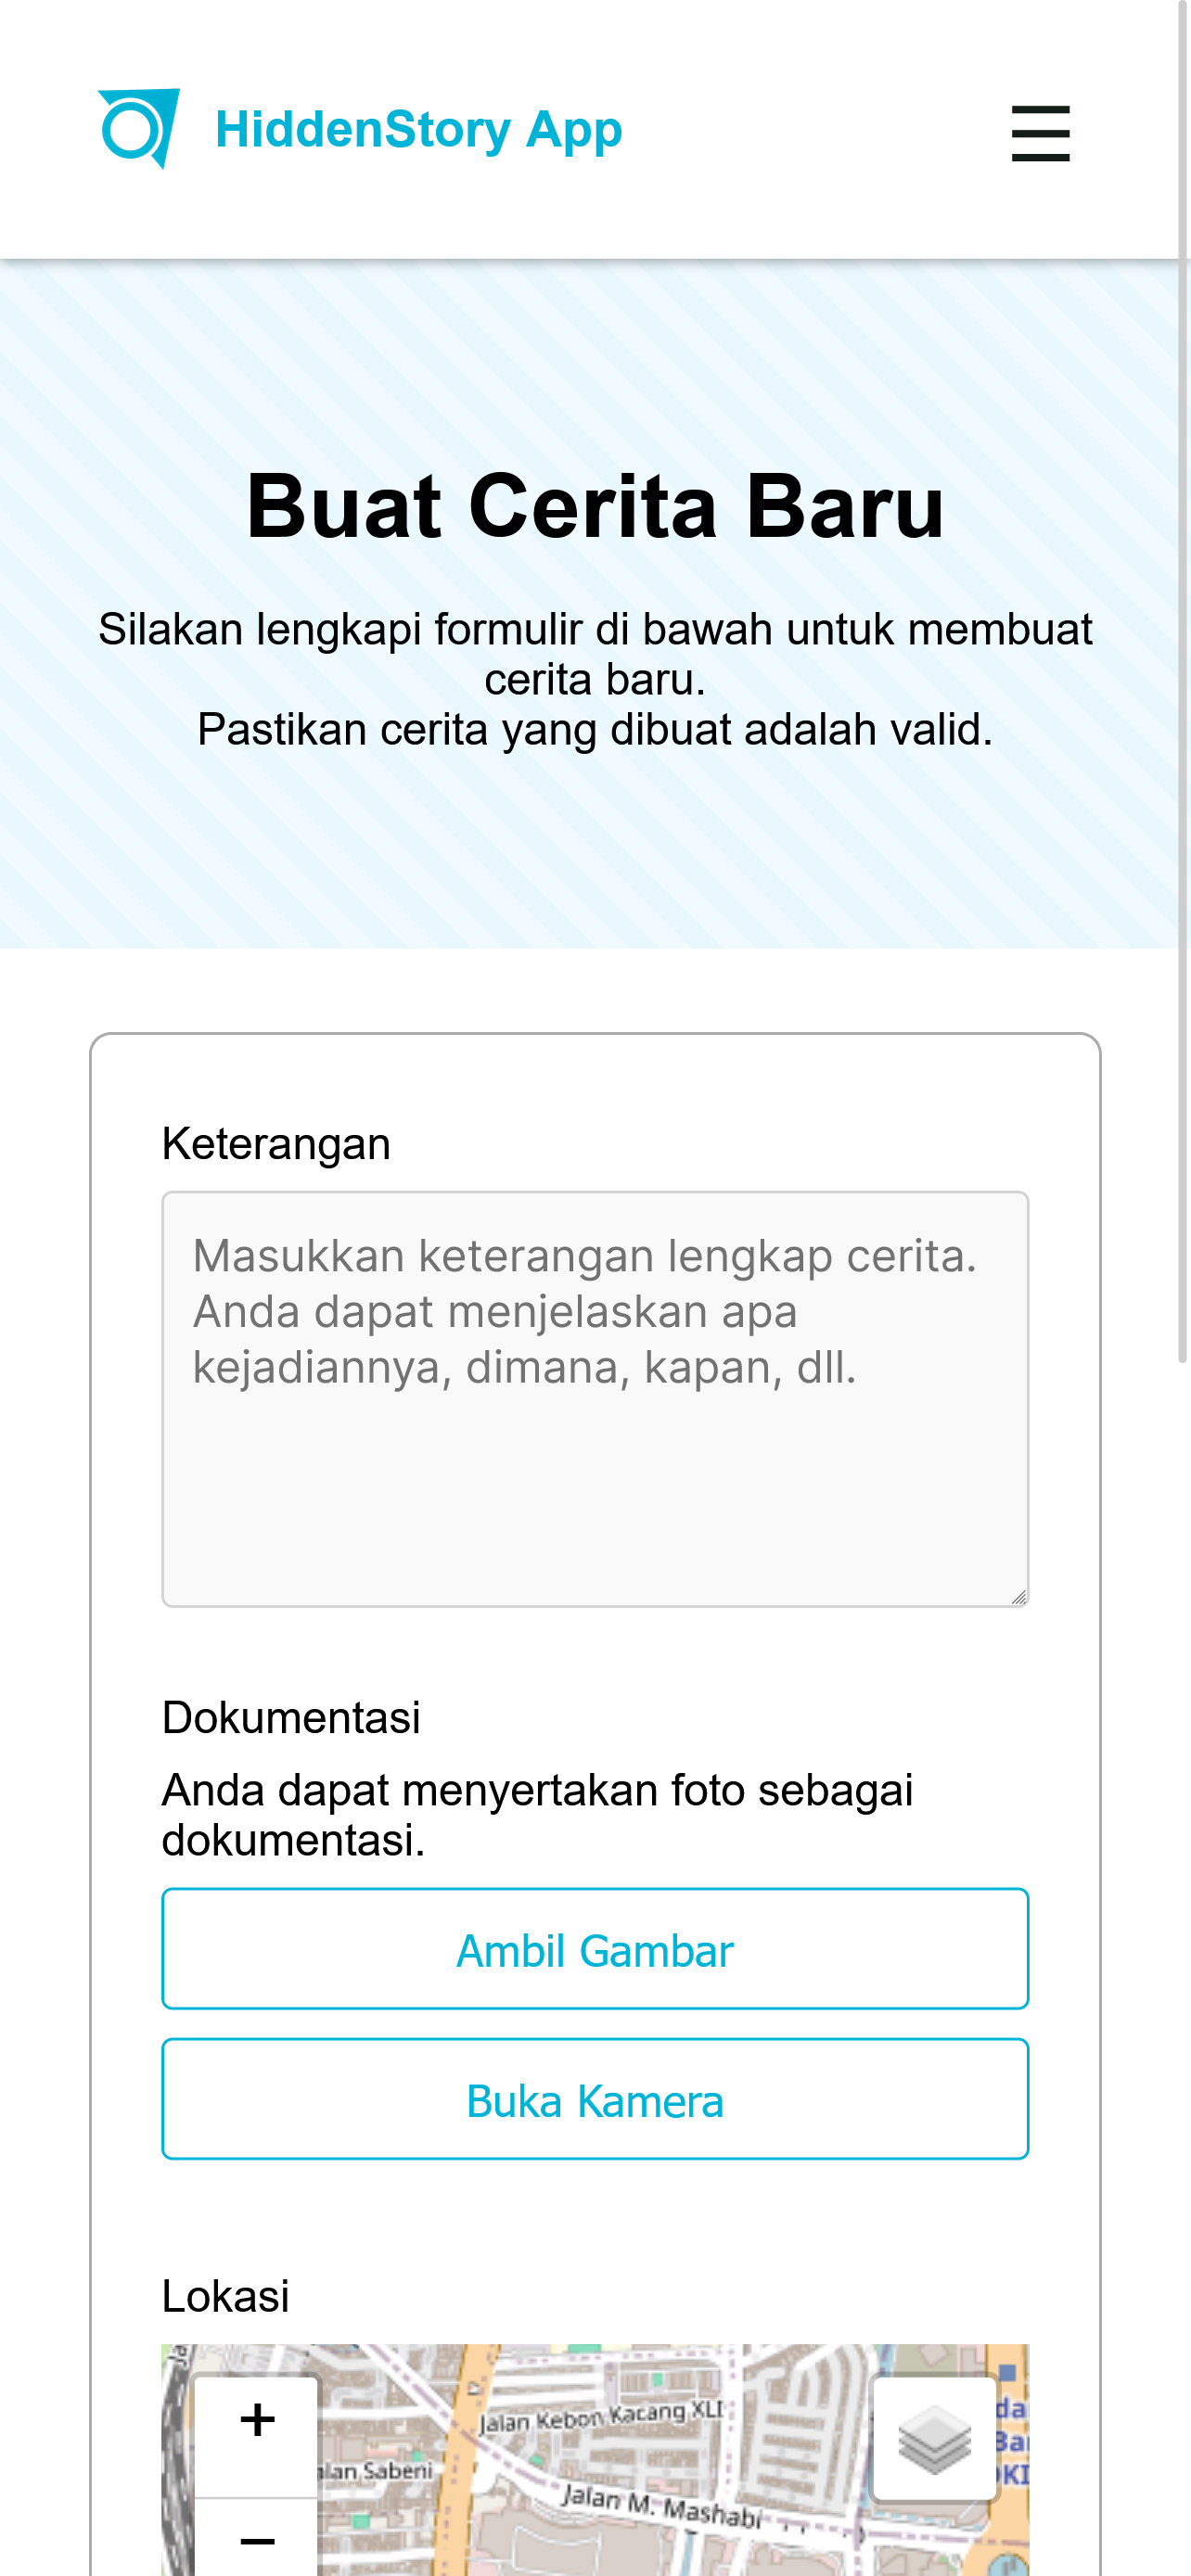 HiddenStory App
Buat Cerita Baru
Silakan lengkapi formulir di bawah untuk membuat
cerita baru.
Pastikan cerita yang dibuat adalah valid.
Keterangan
Masukkan keterangan lengkap cerita.
Anda dapat menjelaskan apa
kejadiannya, dimana, kapan, dll.
Dokumentasi
Anda dapat menyertakan foto sebagai
dokumentasi.
Ambil Gambar
Buka Kamera
Lokasi
+
Jalan Kebon Kacang XLI
Sabeni
Jalan M. Mashabi
−